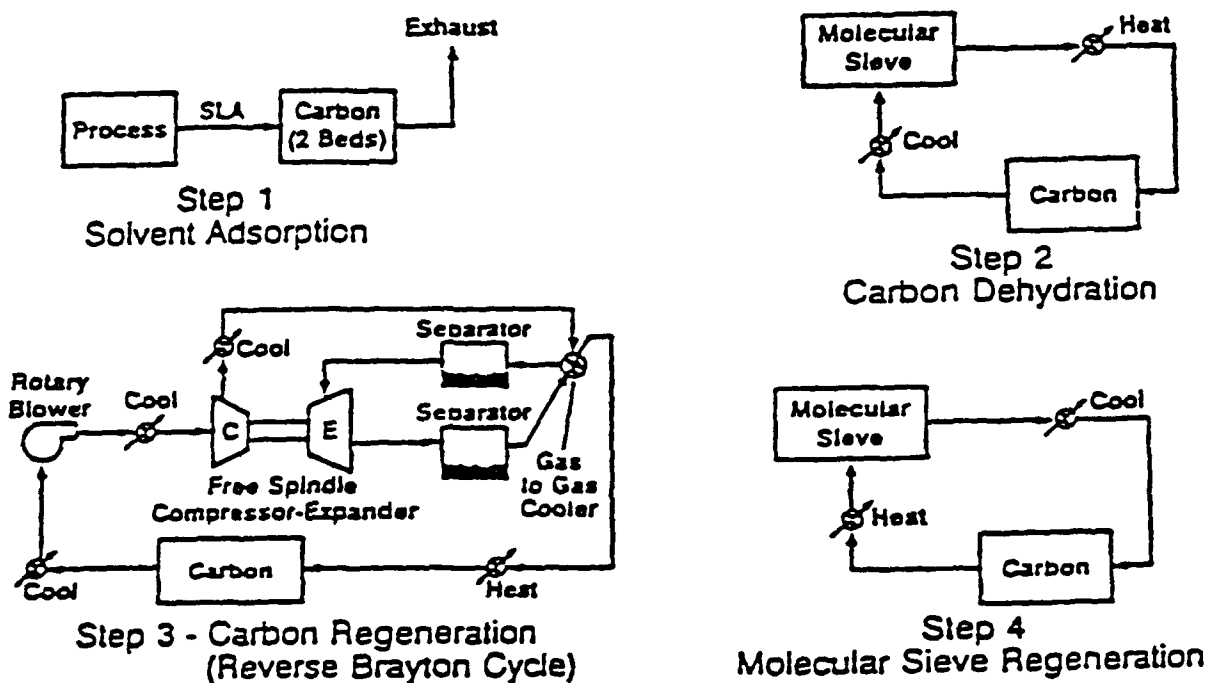 Exhaust
Process
SLA
Carbon
(2 Beds)
Step 1
Solvent Adsorption
Molecular
Sieve
Heat
Cool
Carbon
Step 2
Carbon Dehydration
Rotary
Blower
Cool
Cool
Separator
C
E
Separator
Free Spindle
Compressor-Expander
Gas
to Gas
Cooler
Cool
Carbon
Heat
Step 3 - Carbon Regeneration
(Reverse Brayton Cycle)
Molecular
Sieve
Cool
Heat
Carbon
Step 4
Molecular Sieve Regeneration